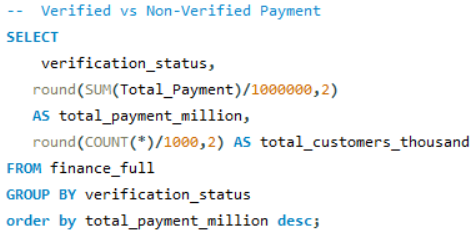 --  Verified vs Non-Verified Payment
SELECT
    verification_status,
   round(SUM(Total_Payment)/1000000,2)
   AS total_payment_million,
   round(COUNT(*)/1000,2) AS total_customers_thousand
FROM finance_full
GROUP BY verification_status
order by total_payment_million desc;